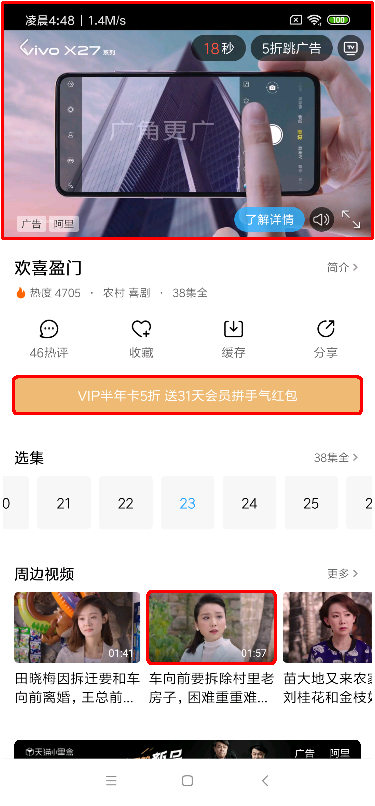 凌晨4:48 | 1.4M/s
100
vivo X27系列
18秒
5折跳广告
TV
广角更广
广告
阿里
了解详情
欢喜盈门
简介 >
热度 4705 · 农村 喜剧 · 38集全
46热评
收藏
缓存
分享
VIP半年卡5折 送31天会员拼手气红包
选集
38集全 >
0 21 22 23 24 25 2
周边视频
更多 >
01:41
01:57
田晓梅因拆迁要和车
向前离婚，王总前...
车向前要拆除村里老
房子，困难重重难...
苗大地又来农
刘桂花和金枝
天猫小黑盒
广告
阿里